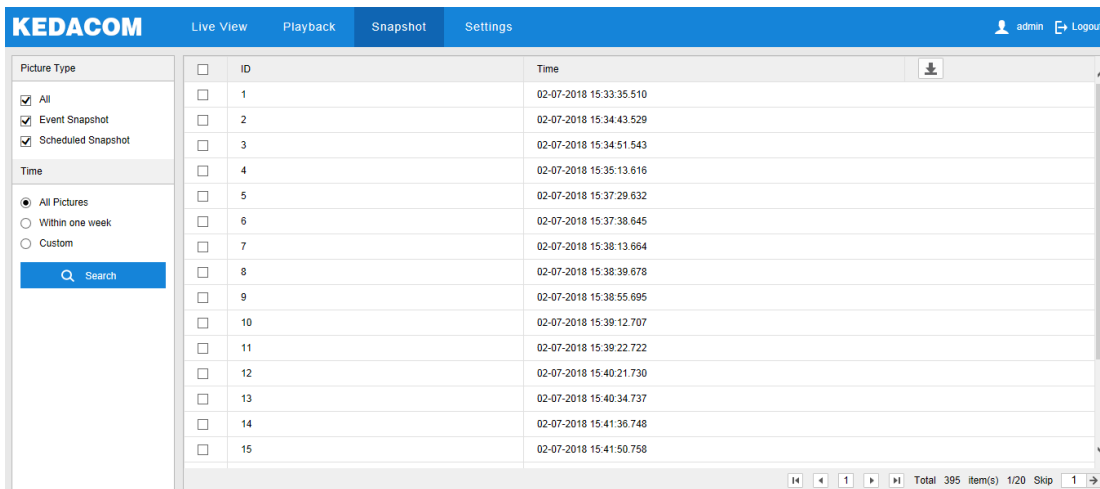 KEDACOM Live View Playback Snapshot Settings admin Logout
Picture Type
All
Event Snapshot
Scheduled Snapshot
Time
All Pictures
Within one week
Custom
Search
ID Time
1 02-07-2018 15:33:35.510
2 02-07-2018 15:34:43.529
3 02-07-2018 15:34:51.543
4 02-07-2018 15:35:13.616
5 02-07-2018 15:37:29.632
6 02-07-2018 15:37:38.645
7 02-07-2018 15:38:13.664
8 02-07-2018 15:38:39.678
9 02-07-2018 15:38:55.695
10 02-07-2018 15:39:12.707
11 02-07-2018 15:39:22.722
12 02-07-2018 15:40:21.730
13 02-07-2018 15:40:34.737
14 02-07-2018 15:41:36.748
15 02-07-2018 15:41:50.758
1 Total 395 item(s) 1/20 Skip 1